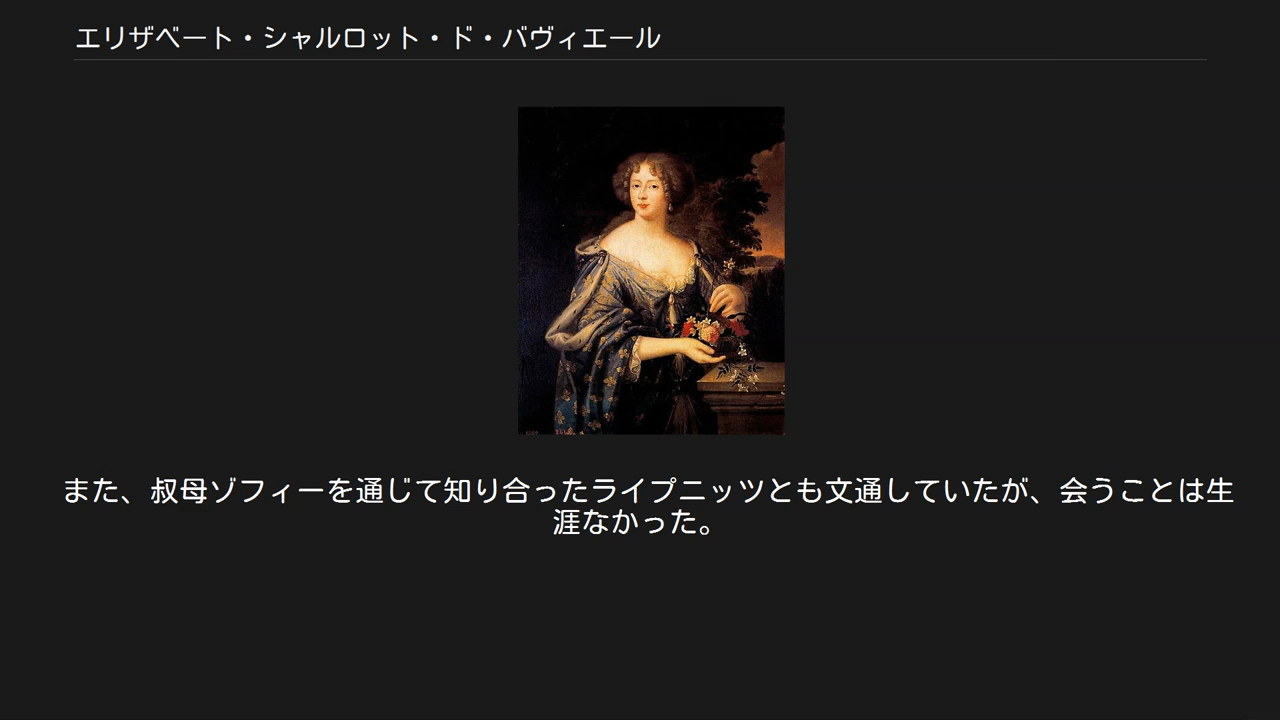 エリザベート・シャルロット・ド・バヴィエール
また、叔母ゾフィーを通じて知り合ったライプニッツとも文通していたが、会うことは生
涯なかった。